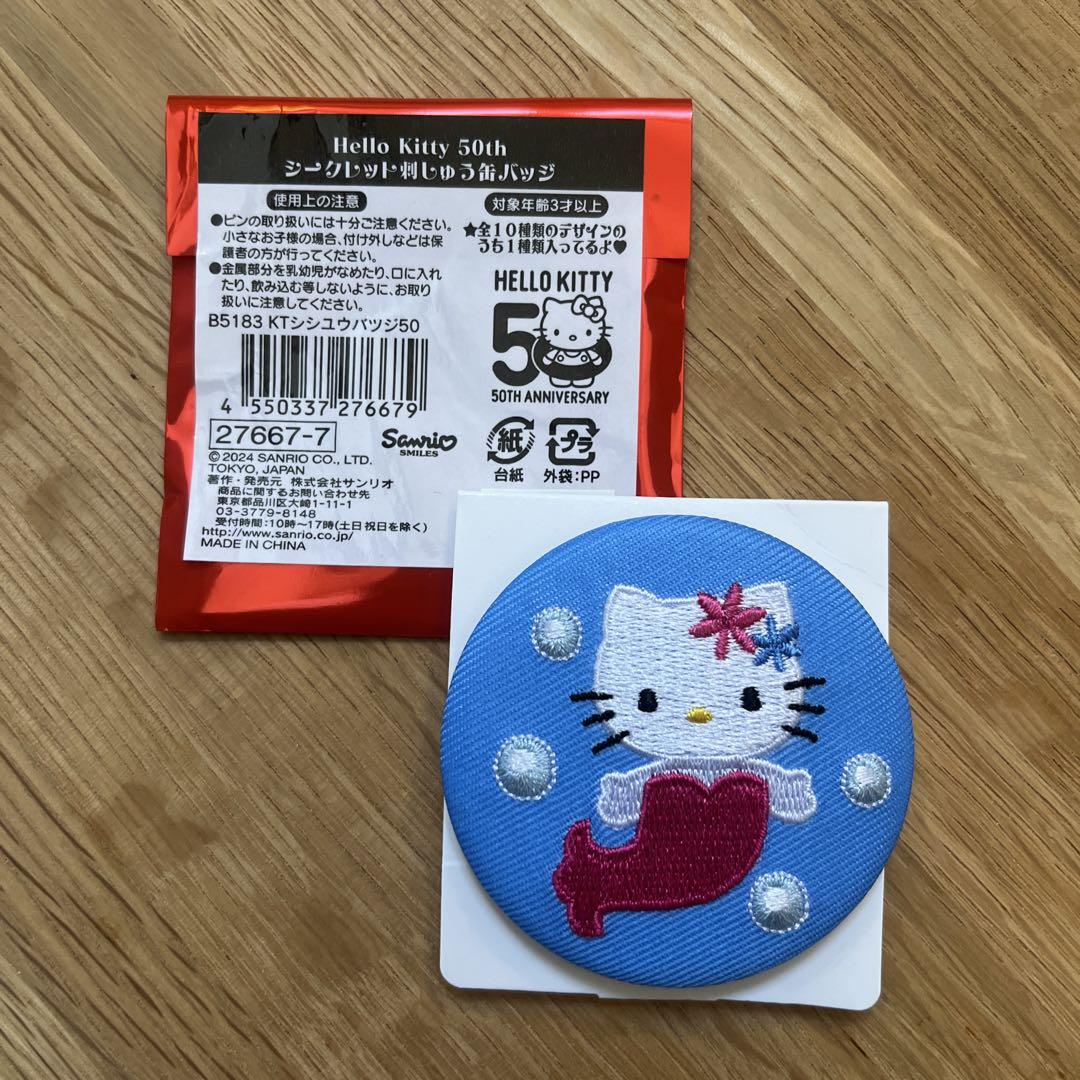 Hello Kitty 50th
シークレット刺しゅう缶バッジ
使用上の注意
●ピンの取り扱いには十分ご注意ください。
小さなお子様の場合、付け外しなどは保
護者の方が行ってください。
●金属部分を乳幼児がなめたり、口に入れ
たり、飲み込む等しないように、お取り
扱いに注意してください。
B5183 KTシシユウバツジ50
4 550337 276679
27667-7
Sanrio
SMILES
© 2024 SANRIO CO., LTD.
TOKYO, JAPAN
著作・発売元 株式会社サンリオ
商品に関するお問い合わせ先
東京都品川区大崎1-11-1
03-3779-8148
受付時間:10時〜17時(土日祝日を除く)
http://www.sanrio.co.jp/
MADE IN CHINA
対象年齢3才以上
★全10種類のデザインの
うち1種類入ってるよ♥
HELLO KITTY
50
50TH ANNIVERSARY
紙
台紙
プラ
外袋:PP